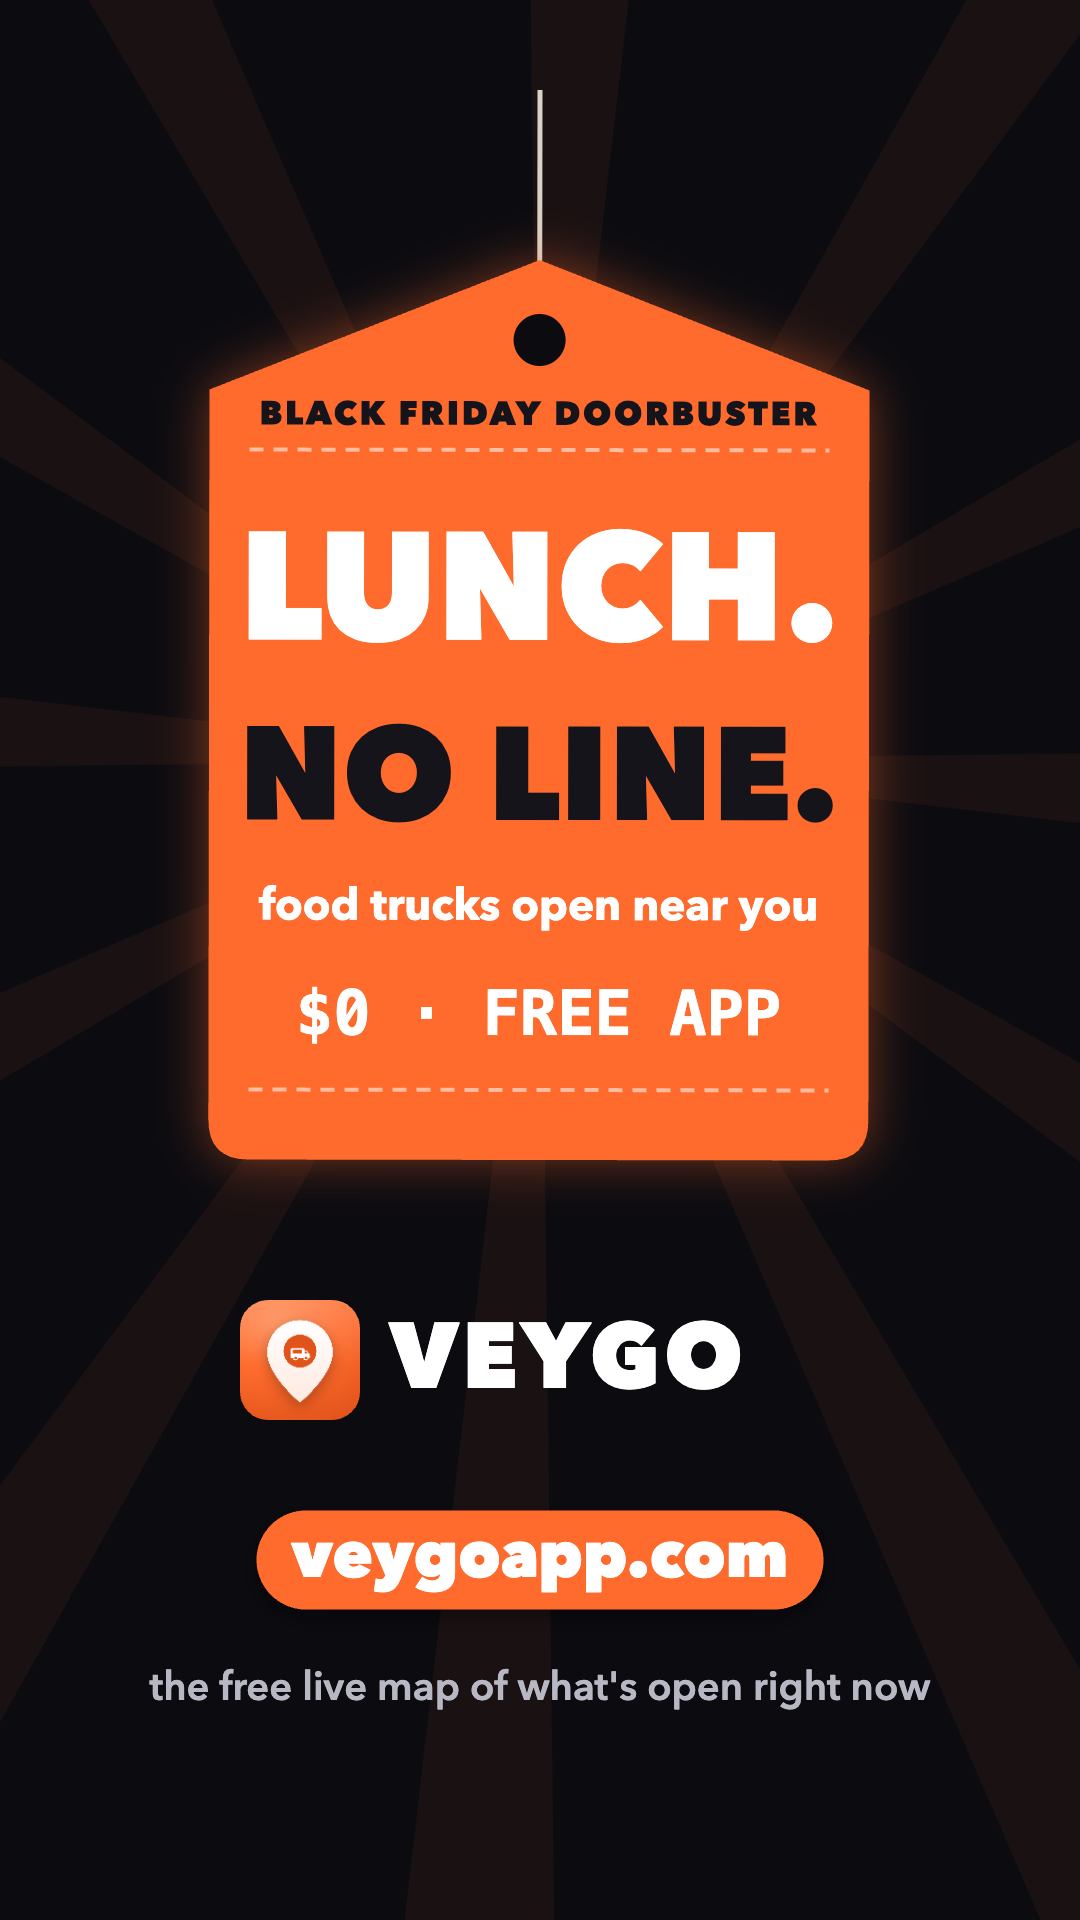 BLACK FRIDAY DOORBUSTER
LUNCH.
NO LINE.
food trucks open near you
$0 · FREE APP
VEYGO
veygoapp.com
the free live map of what's open right now